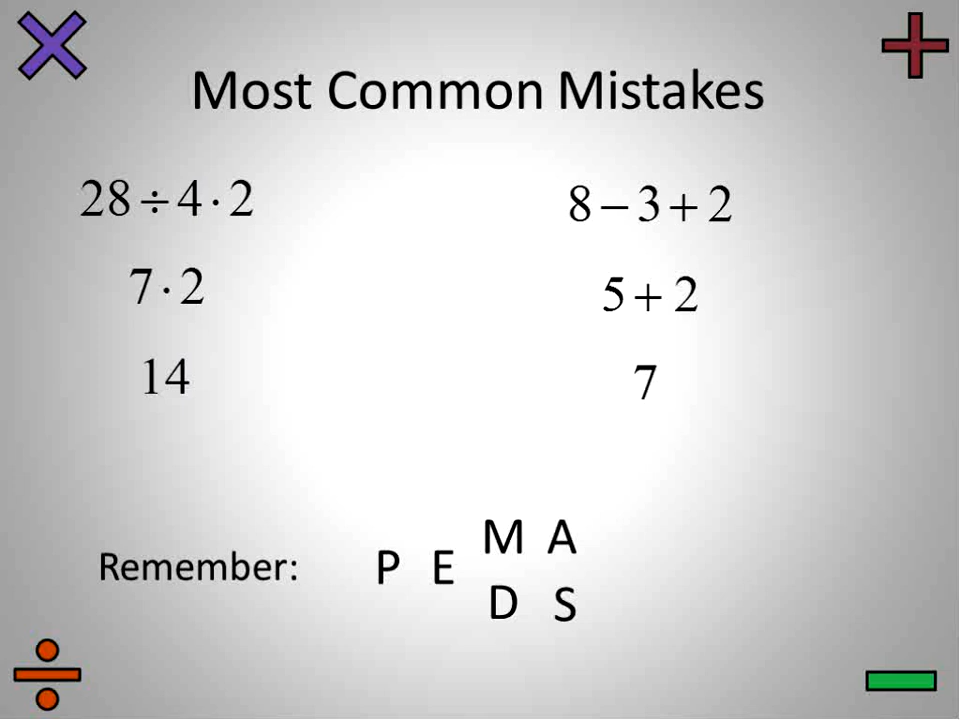 Most Common Mistakes
28 ÷ 4 · 2
7 · 2
14
8 − 3 + 2
5 + 2
7
Remember: P E M A
D S